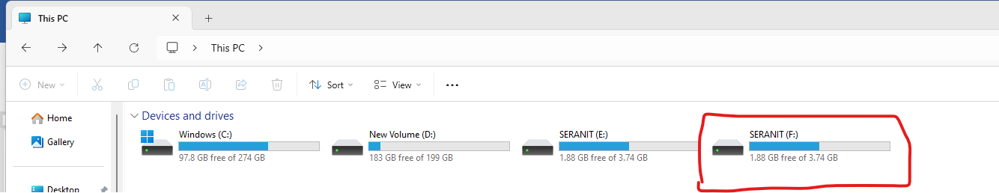 This PC
This PC
New
Sort
View
Home
Gallery
Desktop
Devices and drives
Windows (C:)
97.8 GB free of 274 GB
New Volume (D:)
183 GB free of 199 GB
SERANIT (E:)
1.88 GB free of 3.74 GB
SERANIT (F:)
1.88 GB free of 3.74 GB